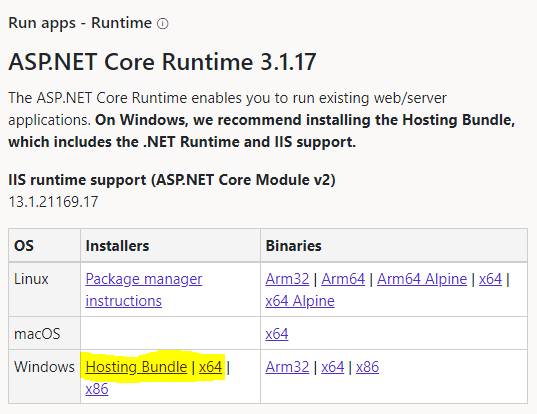 Run apps - Runtime
ASP.NET Core Runtime 3.1.17
The ASP.NET Core Runtime enables you to run existing web/server
applications. On Windows, we recommend installing the Hosting Bundle,
which includes the .NET Runtime and IIS support.
IIS runtime support (ASP.NET Core Module v2)
13.1.21169.17
OS Installers Binaries
Linux Package manager instructions Arm32 | Arm64 | Arm64 Alpine | x64 | x64 Alpine
macOS x64
Windows Hosting Bundle | x64 | x86 Arm32 | x64 | x86